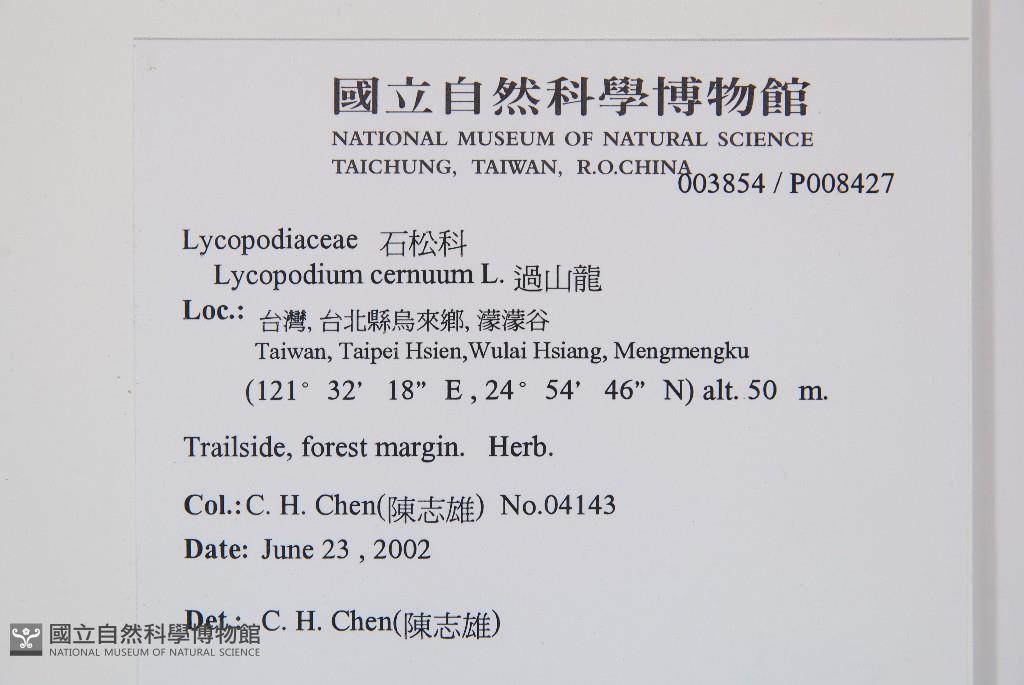 國立自然科學博物館
NATIONAL MUSEUM OF NATURAL SCIENCE
TAICHUNG, TAIWAN, R.O.CHINA
003854 / P008427
Lycopodiaceae 石松科
Lycopodium cernuum L. 過山龍
Loc.: 台灣, 台北縣烏來鄉, 濛濛谷
Taiwan, Taipei Hsien,Wulai Hsiang, Mengmengku
(121° 32’ 18” E , 24° 54’ 46” N) alt. 50 m.
Trailside, forest margin. Herb.
Col.: C. H. Chen(陳志雄) No.04143
Date: June 23 , 2002
Det.: C. H. Chen(陳志雄)
國立自然科學博物館
NATIONAL MUSEUM OF NATURAL SCIENCE